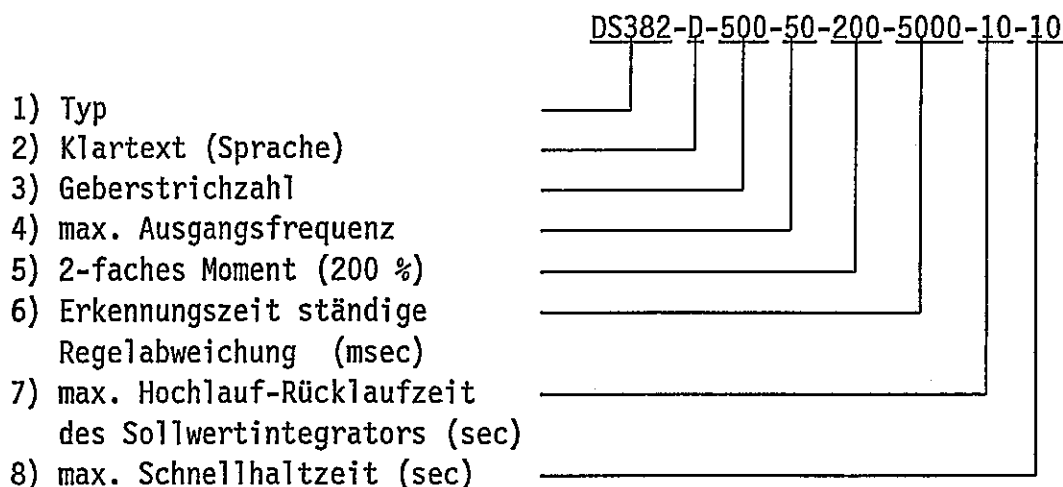 DS382-D-500-50-200-5000-10-10
1) Typ
2) Klartext (Sprache)
3) Geberstrichzahl
4) max. Ausgangsfrequenz
5) 2-faches Moment (200 %)
6) Erkennungszeit ständige
Regelabweichung (msec)
7) max. Hochlauf-Rücklaufzeit
des Sollwertintegrators (sec)
8) max. Schnellhaltzeit (sec)